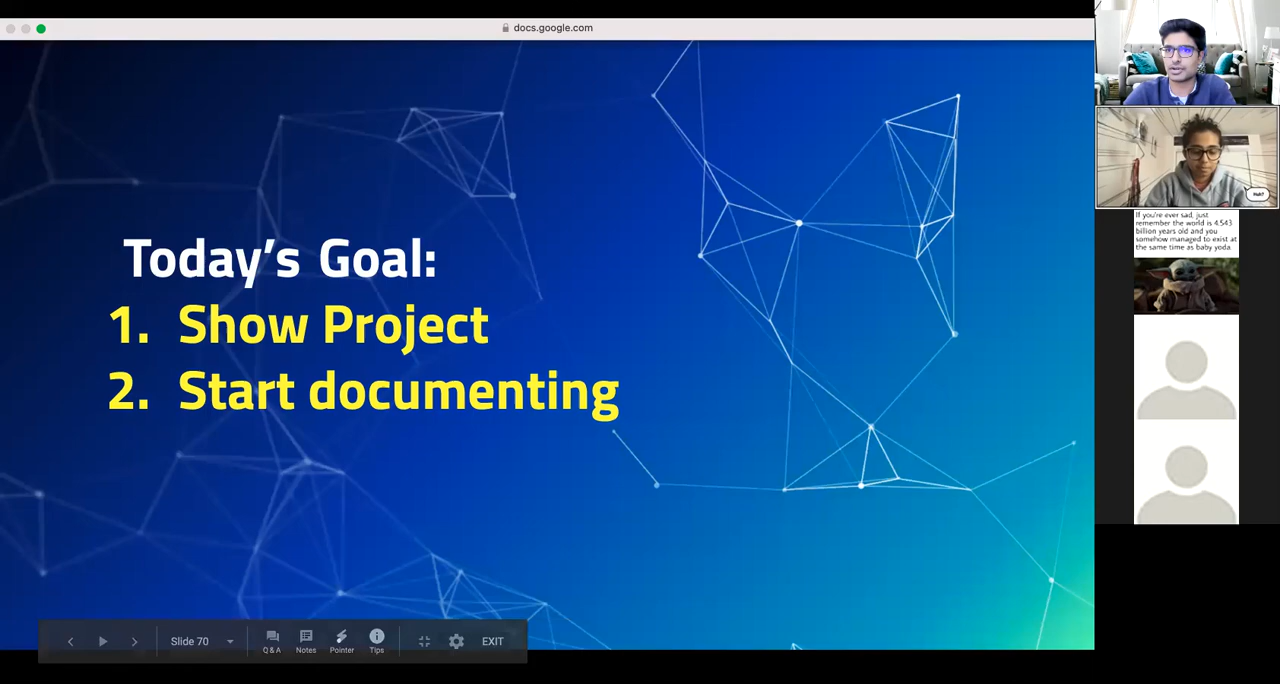 docs.google.com
Today's Goal:
1. Show Project
2. Start documenting
Huh?
If you're ever sad, just
remember the world is 4.543
billion years old and you
somehow managed to exist at
the same time as baby yoda.
Slide 70
Q & A
Notes
Pointer
Tips
EXIT